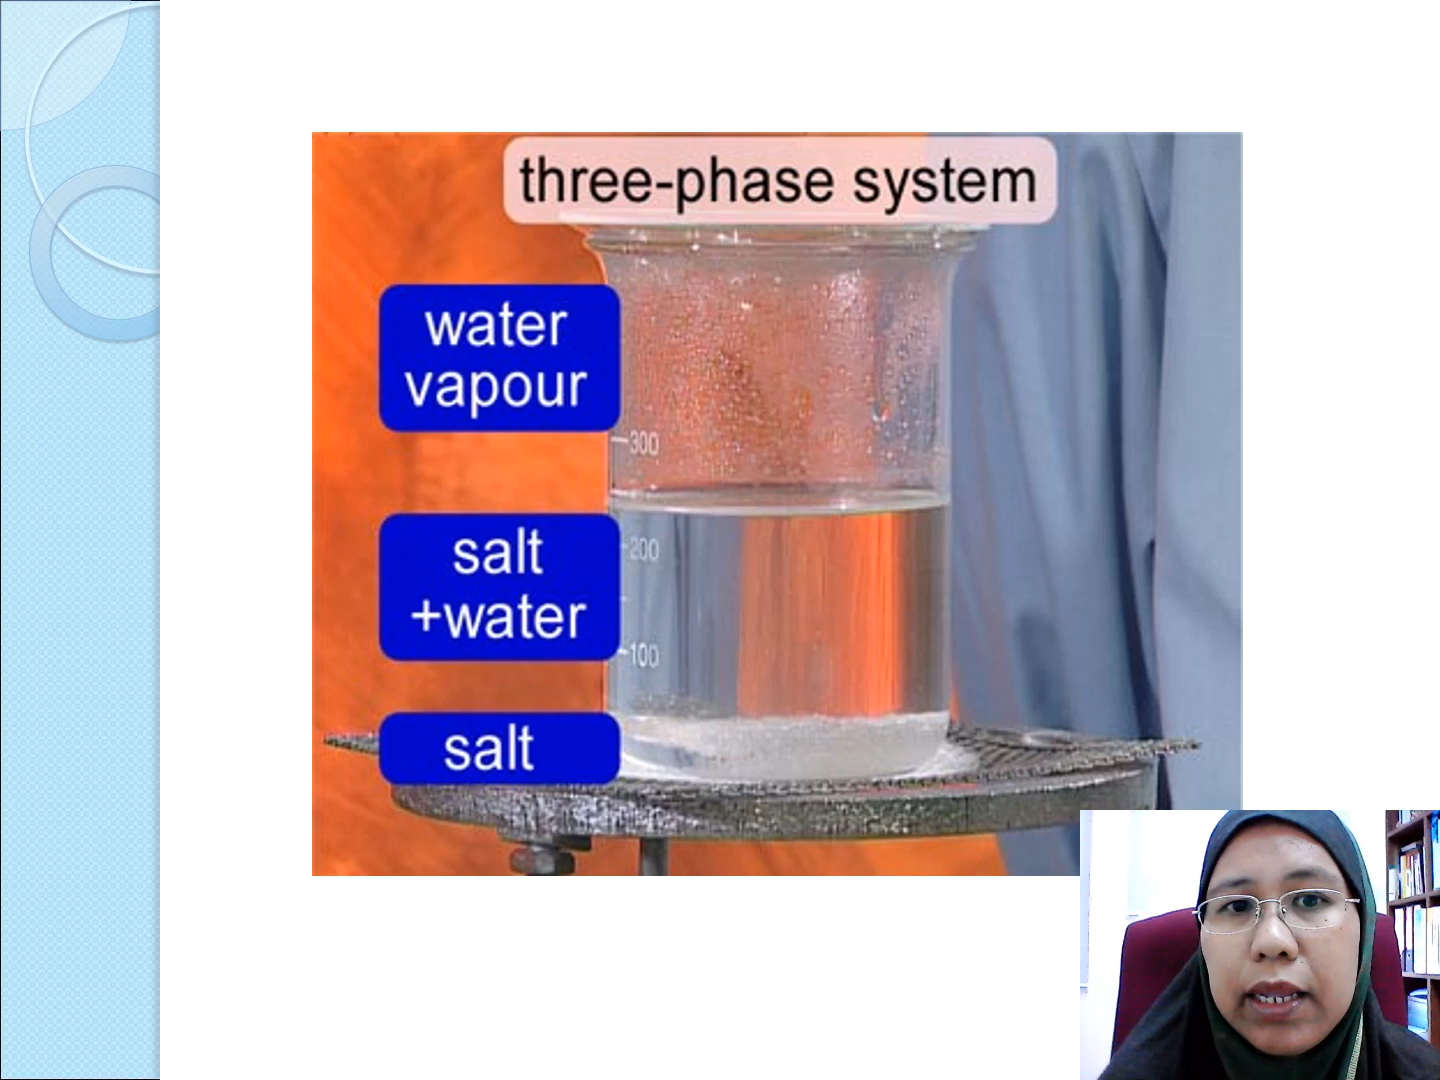 three-phase system
water
vapour
300
salt
+water
200
100
salt